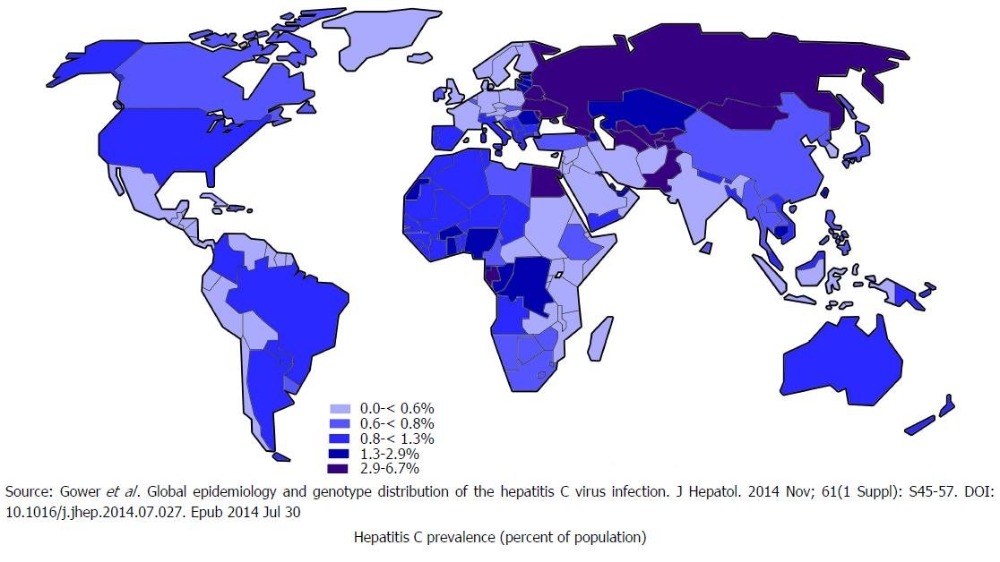 0.0-< 0.6%
0.6-< 0.8%
0.8-< 1.3%
1.3-2.9%
2.9-6.7%
Source: Gower et al. Global epidemiology and genotype distribution of the hepatitis C virus infection. J Hepatol. 2014 Nov; 61(1 Suppl): S45-57. DOI:
10.1016/j.jhep.2014.07.027. Epub 2014 Jul 30
Hepatitis C prevalence (percent of population)